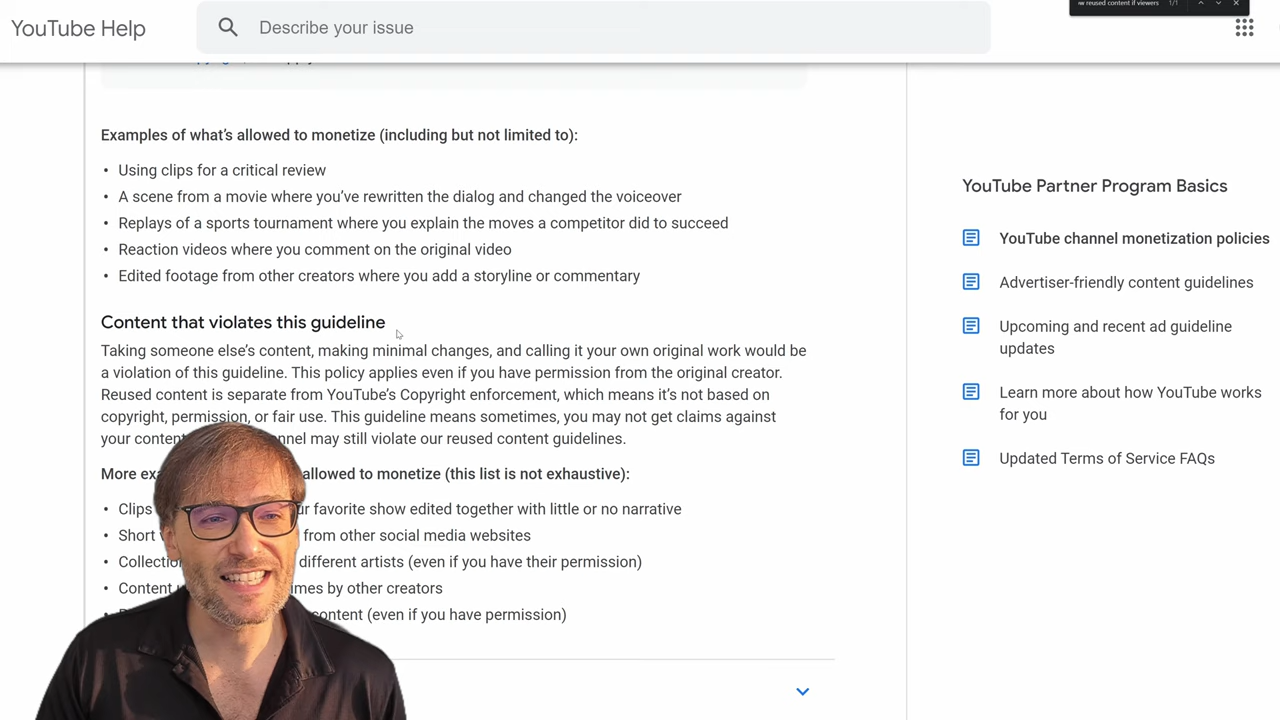 w reused content if viewers 1/1
YouTube Help
Describe your issue
Examples of what's allowed to monetize (including but not limited to):
• Using clips for a critical review
• A scene from a movie where you've rewritten the dialog and changed the voiceover
• Replays of a sports tournament where you explain the moves a competitor did to succeed
• Reaction videos where you comment on the original video
• Edited footage from other creators where you add a storyline or commentary
Content that violates this guideline
Taking someone else's content, making minimal changes, and calling it your own original work would be
a violation of this guideline. This policy applies even if you have permission from the original creator.
Reused content is separate from YouTube's Copyright enforcement, which means it's not based on
copyright, permission, or fair use. This guideline means sometimes, you may not get claims against
your content may still violate our reused content guidelines.
More allowed to monetize (this list is not exhaustive):
• Clips favorite show edited together with little or no narrative
• Short from other social media websites
• different artists (even if you have their permission)
• Content by other creators
• content (even if you have permission)
YouTube Partner Program Basics
YouTube channel monetization policies
Advertiser-friendly content guidelines
Upcoming and recent ad guideline
updates
Learn more about how YouTube works
for you
Updated Terms of Service FAQs